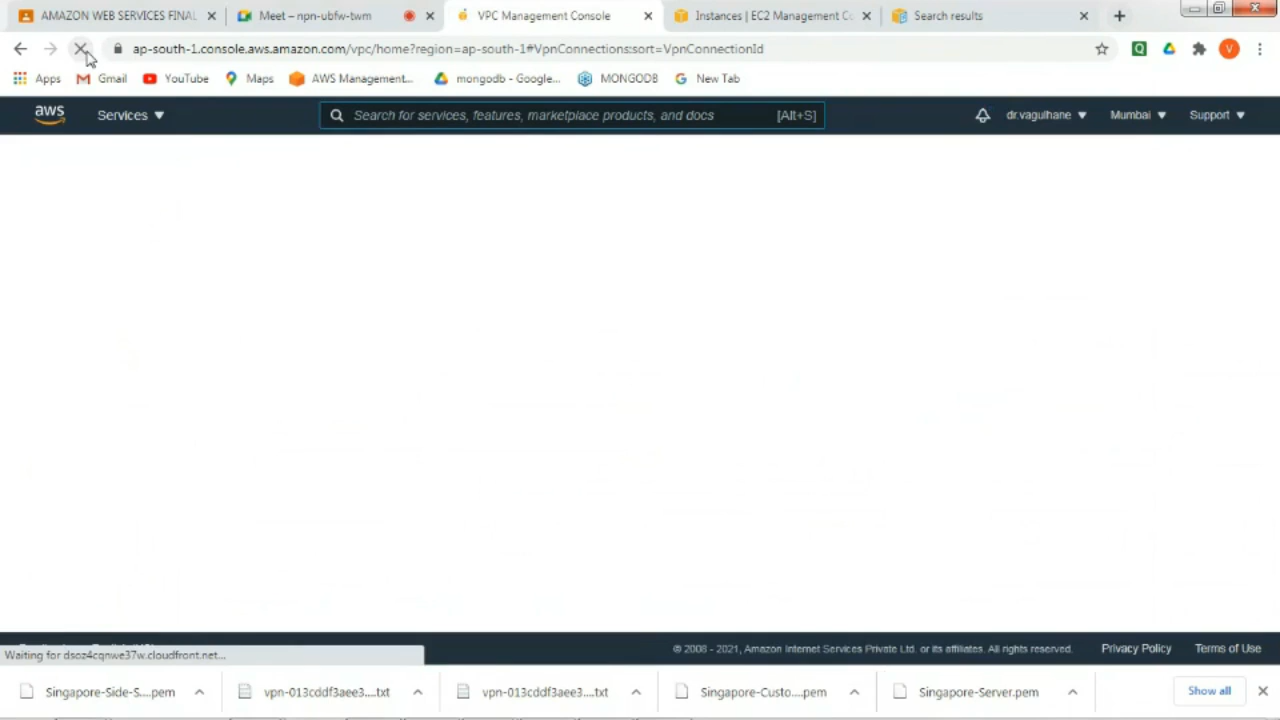 AMAZON WEB SERVICES FINAL
Meet – npn-ubfw-twm
VPC Management Console
Instances | EC2 Management Co
Search results
ap-south-1.console.aws.amazon.com/vpc/home?region=ap-south-1#VpnConnections:sort=VpnConnectionId
Q
V
Apps
Gmail
YouTube
Maps
AWS Management...
mongodb - Google...
MONGODB
New Tab
aws
Services
Search for services, features, marketplace products, and docs
[Alt+S]
dr.vagulhane
Mumbai
Support
Waiting for dsoz4cqnwe37w.cloudfront.net...
© 2008 - 2021, Amazon Internet Services Private Ltd. or its affiliates. All rights reserved.
Privacy Policy
Terms of Use
Singapore-Side-S....pem
vpn-013cddf3aee3....txt
vpn-013cddf3aee3....txt
Singapore-Custo....pem
Singapore-Server.pem
Show all